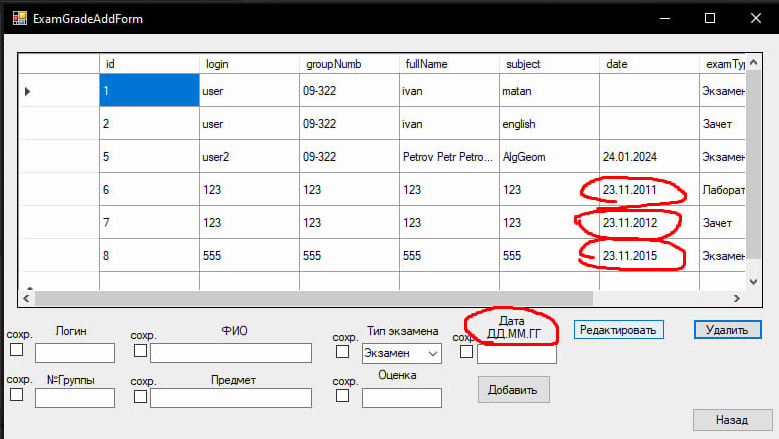 ExamGradeAddForm
id login groupNumb fullName subject date examTyp
1 user 09-322 ivan matan Экзамен
2 user 09-322 ivan english Зачет
5 user2 09-322 Petrov Petr Petro... AlgGeom 24.01.2024 Экзамен
6 123 123 123 123 23.11.2011 Лаборат
7 123 123 123 123 23.11.2012 Зачет
8 555 555 555 555 23.11.2015 Экзамен
сохр. Логин сохр. ФИО сохр. Тип экзамена сохр. Дата
ДД.ММ.ГГ
Редактировать Удалить
Экзамен
сохр. №Группы сохр. Предмет сохр. Оценка
Добавить
Назад